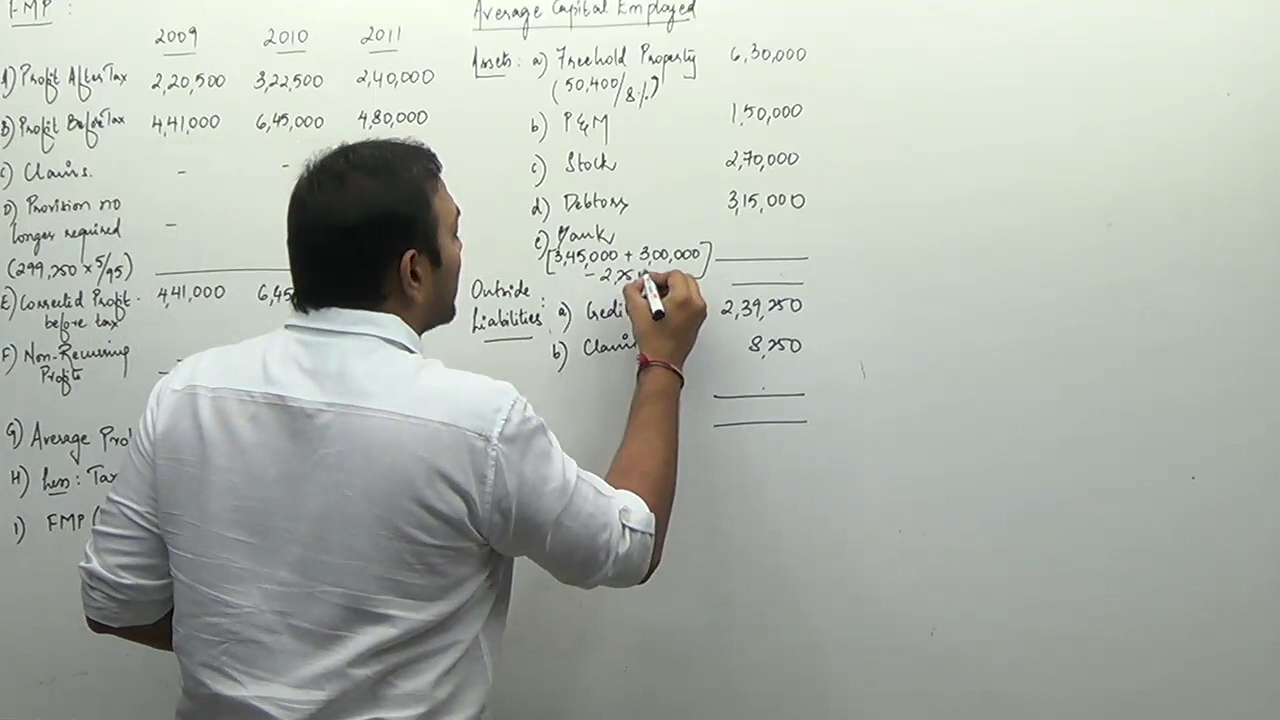 FMP :
2009 2010 2011
A) Profit After Tax 2,20,500 3,22,500 2,40,000
B) Profit Before Tax 4,41,000 6,45,000 4,80,000
C) Claims. - -
D) Provision no
longer required -
(299,250 x 5/95)
E) Corrected Profit 4,41,000
before tax
F) Non-Recurring
Profits
G) Average
H) Less: Tax
I) FMP
Average Capital Employed
Assets: a) Freehold Property 6,30,000
(50,400/8%)
b) P&M 1,50,000
c) Stock 2,70,000
d) Debtors 3,15,000
e) Bank
[3,45,000 + 3,00,000]
Outside
Liabilities: a) 2,39,250
b) 8,250